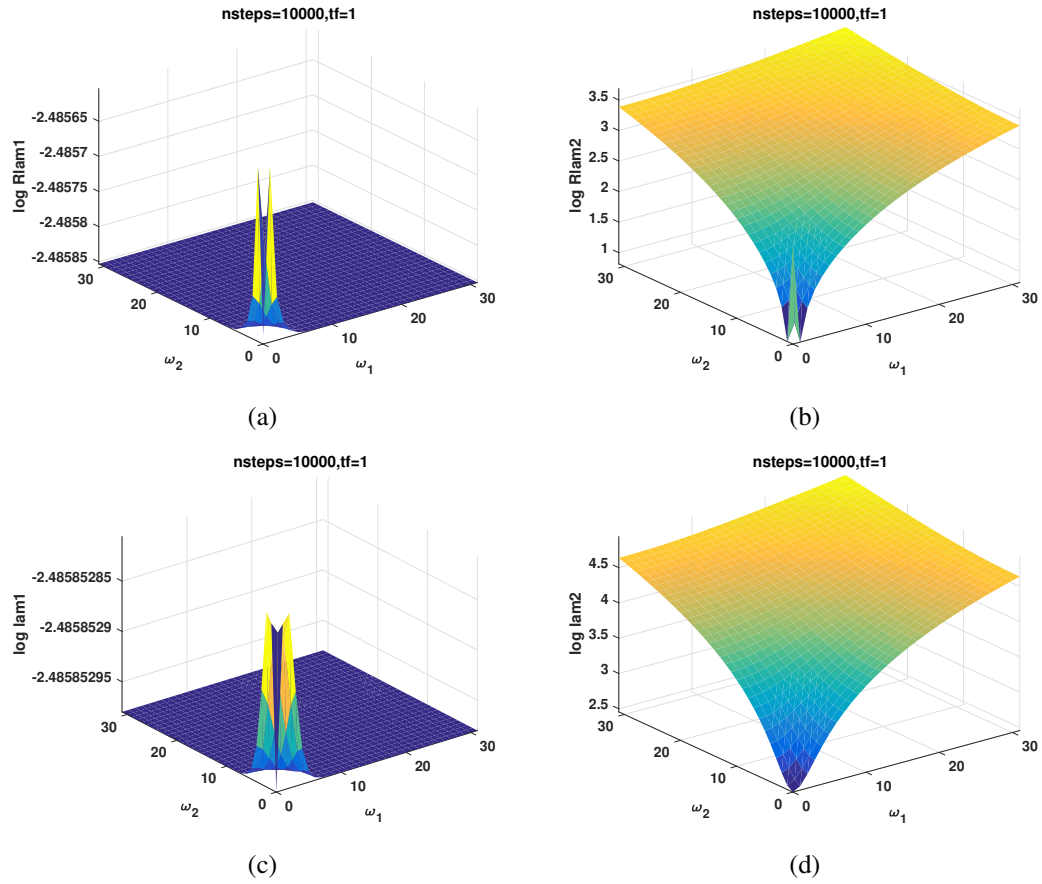 nsteps=10000,tf=1
log Rlam1
-2.48565
-2.4857
-2.48575
-2.4858
-2.48585
30
20
10
0
ω2
0
10
20
30
ω1
(a)
nsteps=10000,tf=1
log Rlam2
3.5
3
2.5
2
1.5
1
30
20
10
0
ω2
0
10
20
30
ω1
(b)
nsteps=10000,tf=1
log lam1
-2.48585285
-2.4858529
-2.48585295
30
20
10
0
ω2
0
10
20
30
ω1
(c)
nsteps=10000,tf=1
log lam2
4.5
4
3.5
3
2.5
30
20
10
0
ω2
0
10
20
30
ω1
(d)